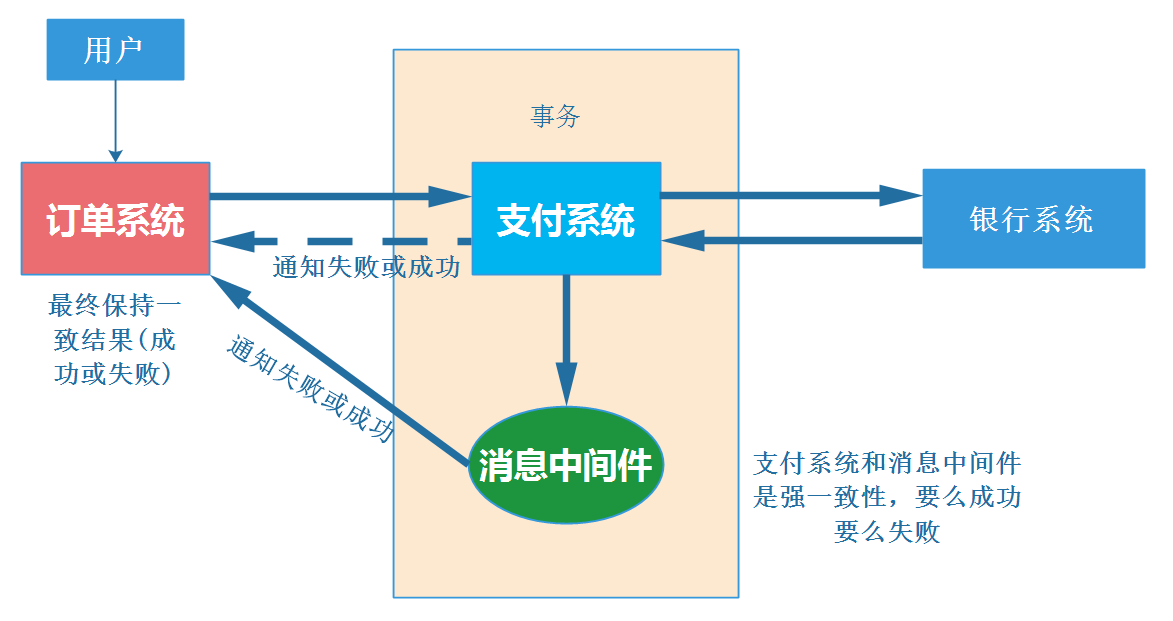 用户
事务
订单系统
支付系统
银行系统
通知失败或成功
最终保持一
致结果(成
功或失败)
通知失败或成功
消息中间件
支付系统和消息中间件
是强一致性，要么成功
要么失败